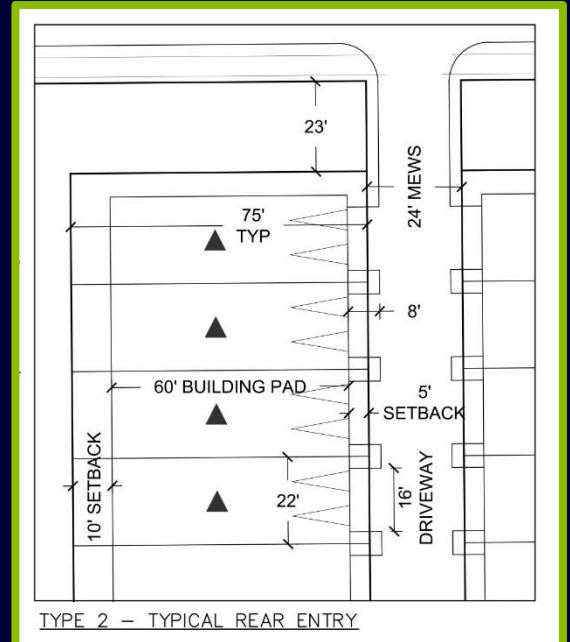 23'
24' MEWS
75'
TYP
8'
60' BUILDING PAD
5'
SETBACK
10' SETBACK
22'
16'
DRIVEWAY
TYPE 2 – TYPICAL REAR ENTRY